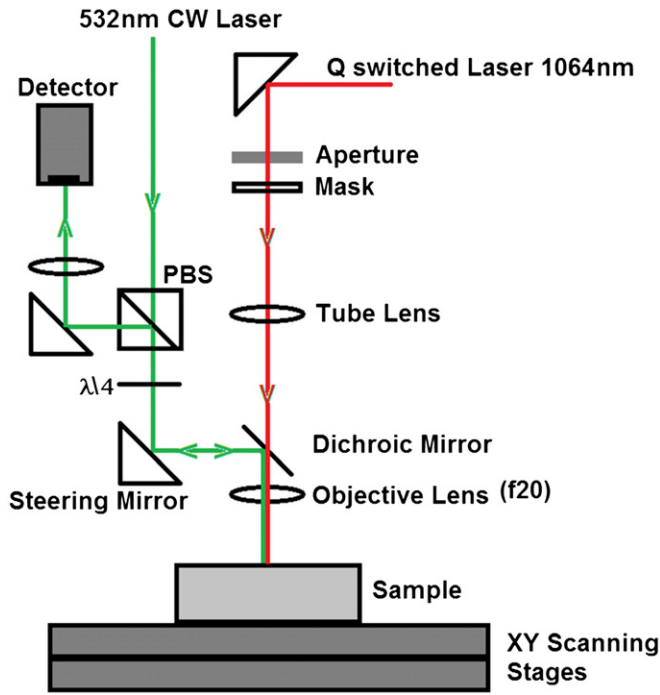 532nm CW Laser
Q switched Laser 1064nm
Detector
Aperture
Mask
PBS
Tube Lens
λ\4
Dichroic Mirror
Steering Mirror
Objective Lens (f20)
Sample
XY Scanning
Stages